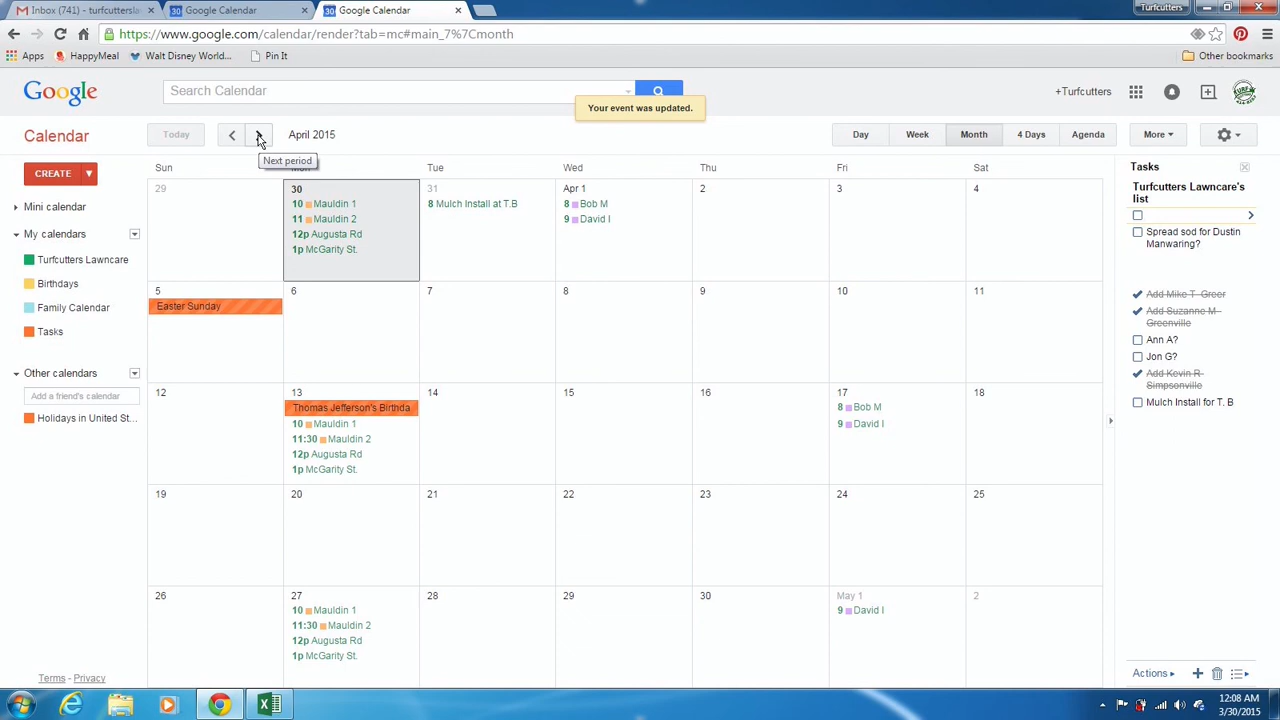 Inbox (741) - turfcuttersla
Google Calendar
Google Calendar
Turfcutters
https://www.google.com/calendar/render?tab=mc#main_7%7Cmonth
Apps
HappyMeal
Walt Disney World...
Pin It
Other bookmarks
Google
Search Calendar
Your event was updated.
+Turfcutters
Calendar
Today
April 2015
Day
Week
Month
4 Days
Agenda
More
Next period
CREATE
Mini calendar
My calendars
Turfcutters Lawncare
Birthdays
Family Calendar
Tasks
Other calendars
Add a friend's calendar
Holidays in United St...
Terms - Privacy
Sun
Tue
Wed
Thu
Fri
Sat
29
30
10 Mauldin 1
11 Mauldin 2
12p Augusta Rd
1p McGarity St.
31
8 Mulch Install at T.B
Apr 1
8 Bob M
9 David I
2
3
4
5
Easter Sunday
6
7
8
9
10
11
12
13
Thomas Jefferson's Birthda
10 Mauldin 1
11:30 Mauldin 2
12p Augusta Rd
1p McGarity St.
14
15
16
17
8 Bob M
9 David I
18
19
20
21
22
23
24
25
26
27
10 Mauldin 1
11:30 Mauldin 2
12p Augusta Rd
1p McGarity St.
28
29
30
May 1
9 David I
2
Tasks
Turfcutters Lawncare's
list
Spread sod for Dustin
Manwaring?
Add Mike T- Greer
Add Suzanne M-
Greenville
Ann A?
Jon G?
Add Kevin R-
Simpsonville
Mulch Install for T. B
Actions
12:08 AM
3/30/2015